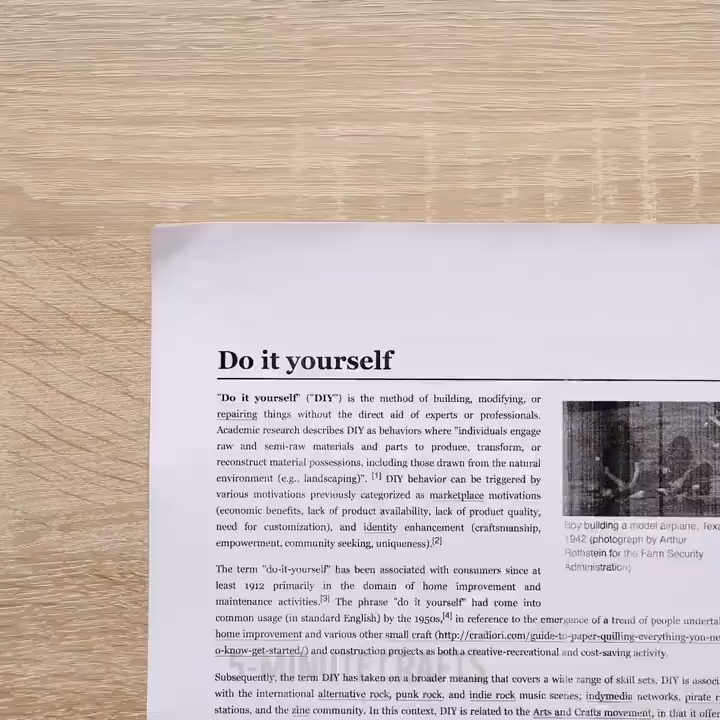 Do it yourself
"Do it yourself" ("DIY") is the method of building, modifying, or
repairing things without the direct aid of experts or professionals.
Academic research describes DIY as behaviors where "individuals engage
raw and semi-raw materials and parts to produce, transform, or
reconstruct material possessions, including those drawn from the natural
environment (e.g., landscaping)". [1] DIY behavior can be triggered by
various motivations previously categorized as marketplace motivations
(economic benefits, lack of product availability, lack of product quality,
need for customization), and identity enhancement (craftsmanship,
empowerment, community seeking, uniqueness).[2]
Boy building a model airplane,
1942 (photograph by Arthur
Rothstein for the Farm Security
Administration)
The term "do-it-yourself" has been associated with consumers since at
least 1912 primarily in the domain of home improvement and
maintenance activities.[3] The phrase "do it yourself" had come into
common usage (in standard English) by the 1950s,[4] in reference to the emergence of a trend of people
home improvement and various other small craft (http://cradiori.com/guide-to-paper-quilling-everything-you-
o-know-get-started/) and construction projects as both a creative-recreational and cost-saving activity.
5-MINUTE CRAFTS
Subsequently, the term DIY has taken on a broader meaning that covers a wide range of skill sets. DIY is
with the international alternative rock, punk rock, and indie rock music scenes; indymedia networks, pirate
stations, and the zine community. In this context, DIY is related to the Arts and Crafts movement, in that it